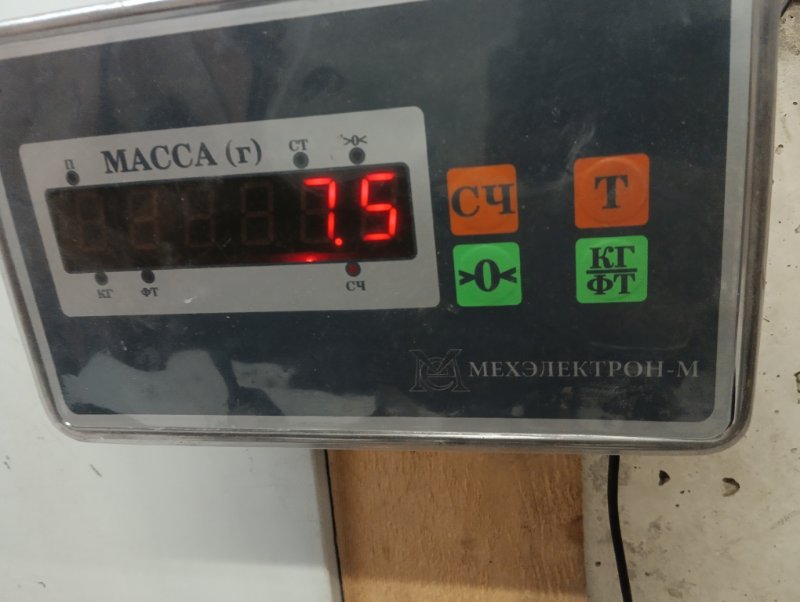 П
МАССА (г)
СТ
>0<
7.5
КГ
ФТ
СЧ
СЧ
Т
>0<
КГ
ФТ
МЕХЭЛЕКТРОН-М